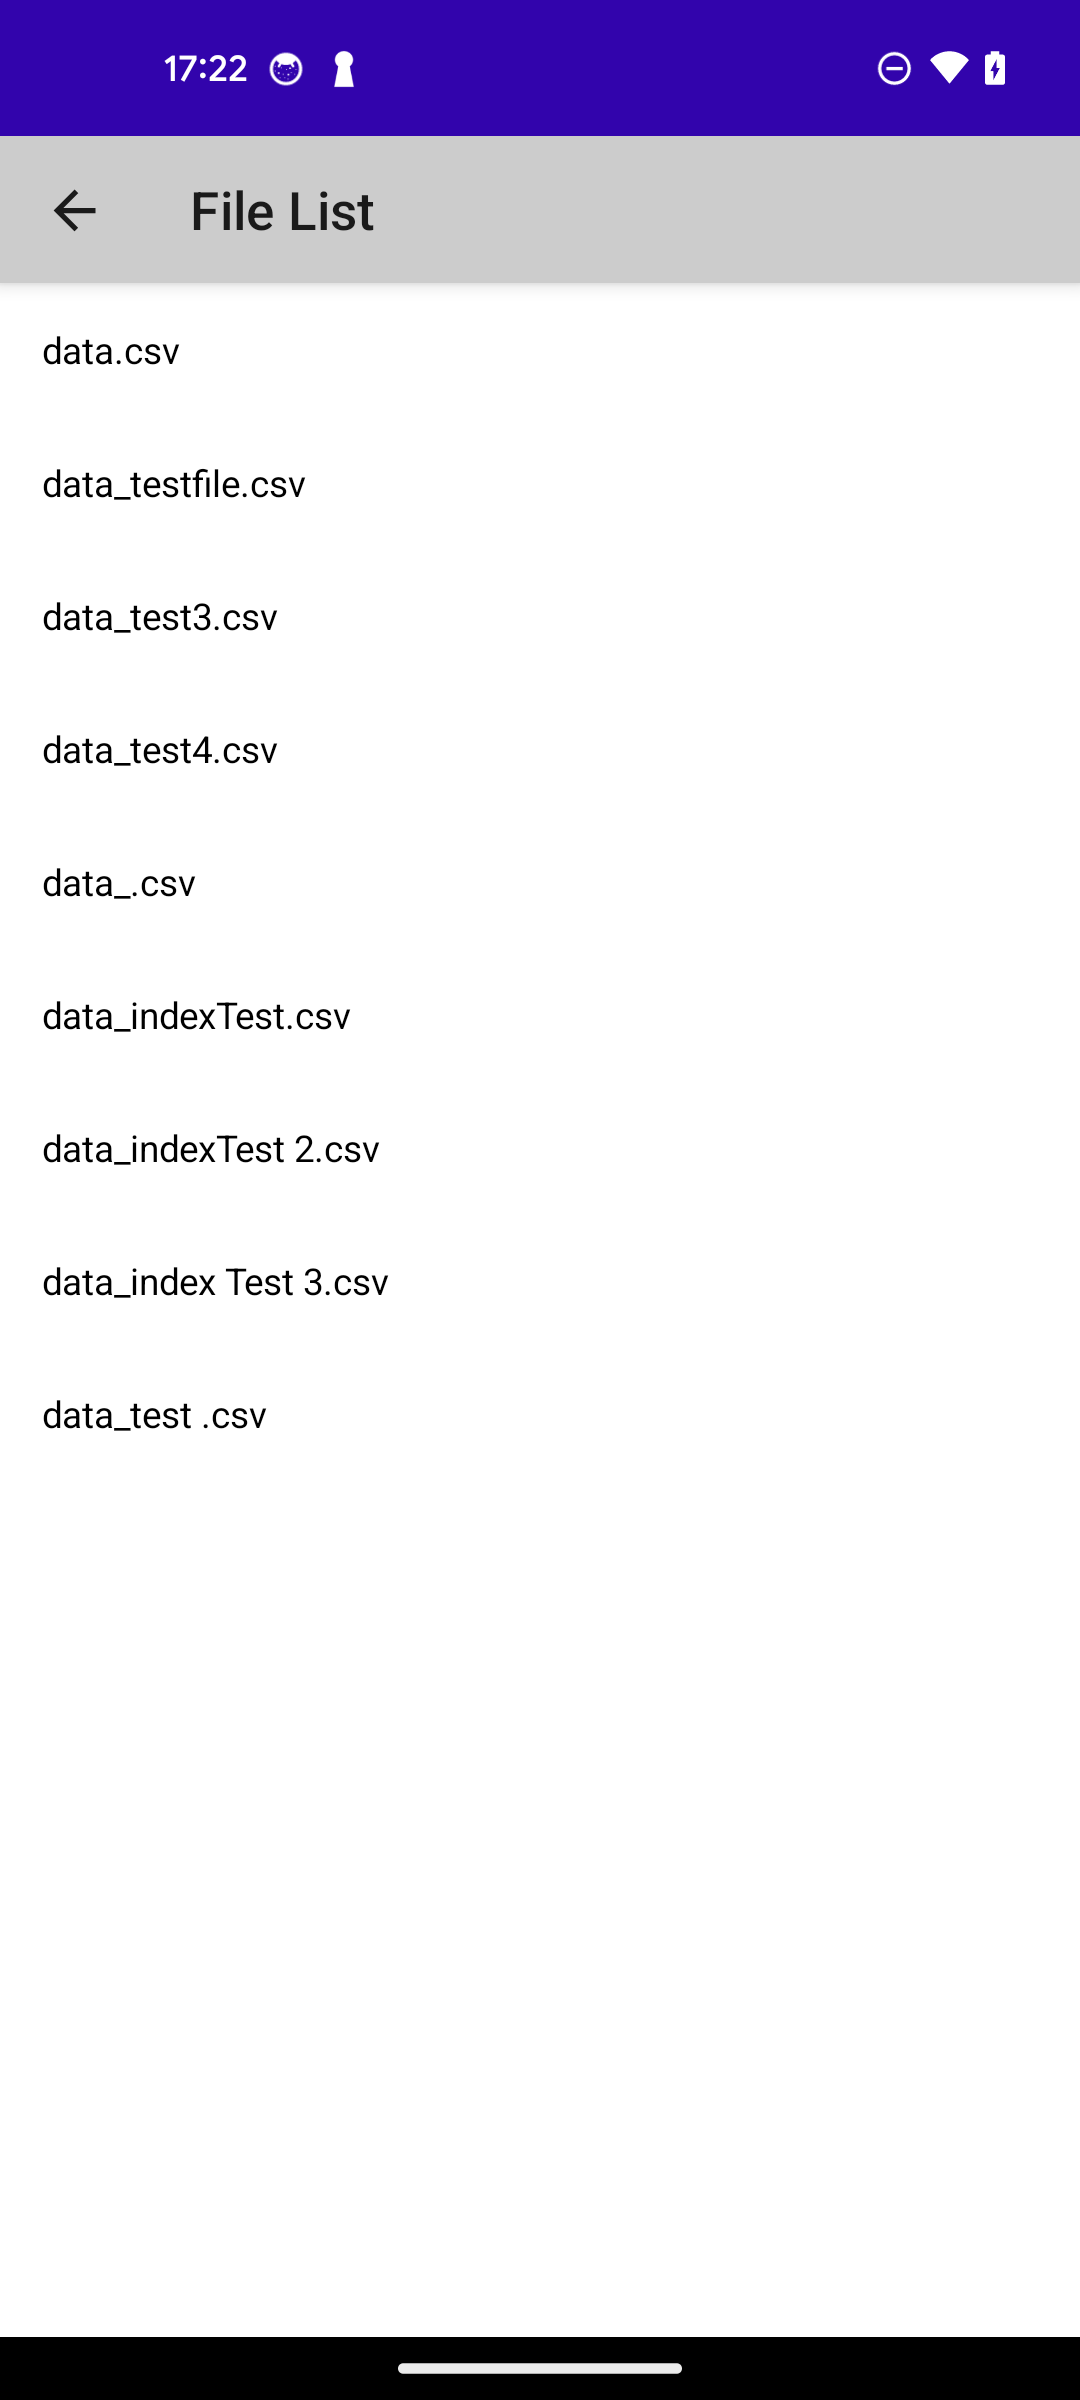 17:22
File List
data.csv
data_testfile.csv
data_test3.csv
data_test4.csv
data_.csv
data_indexTest.csv
data_indexTest 2.csv
data_index Test 3.csv
data_test .csv